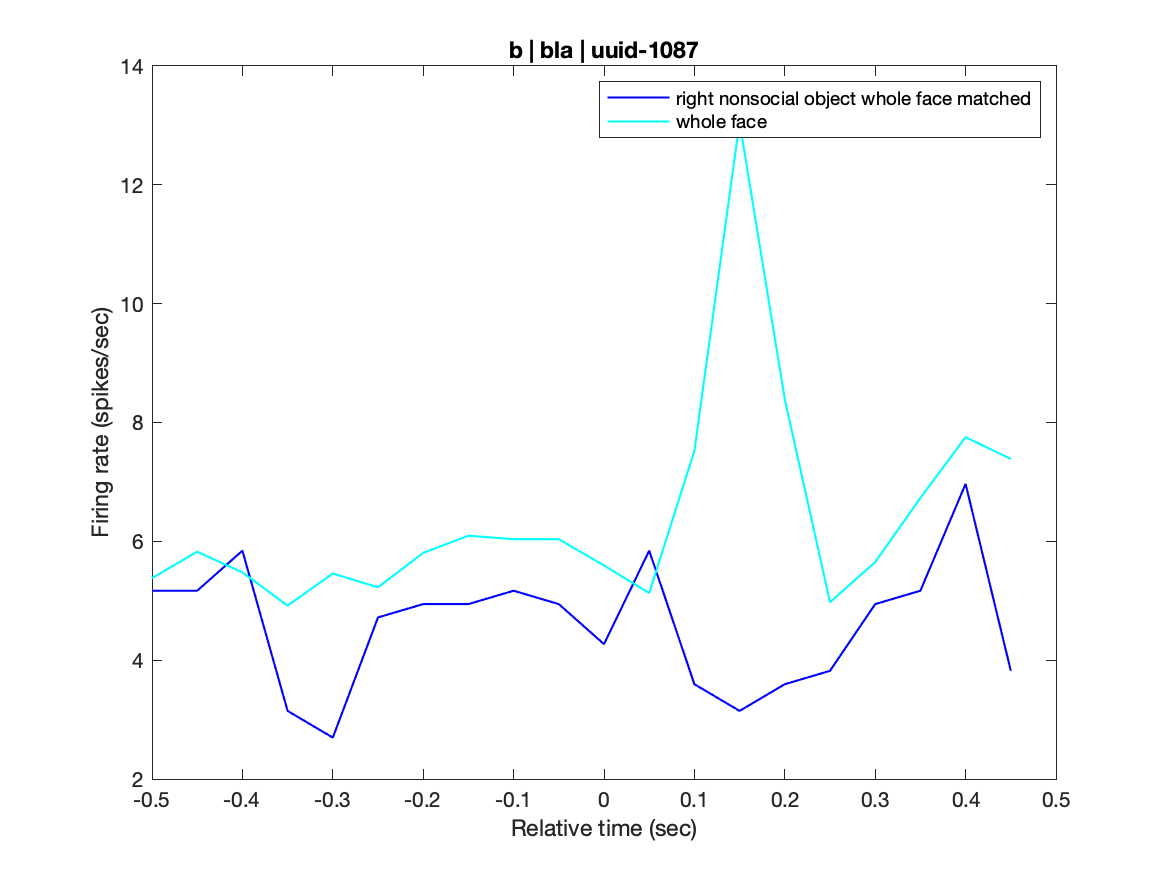 b | bla | uuid-1087
14
12
10
8
6
4
2
Firing rate (spikes/sec)
right nonsocial object whole face matched
whole face
-0.5 -0.4 -0.3 -0.2 -0.1 0 0.1 0.2 0.3 0.4 0.5
Relative time (sec)